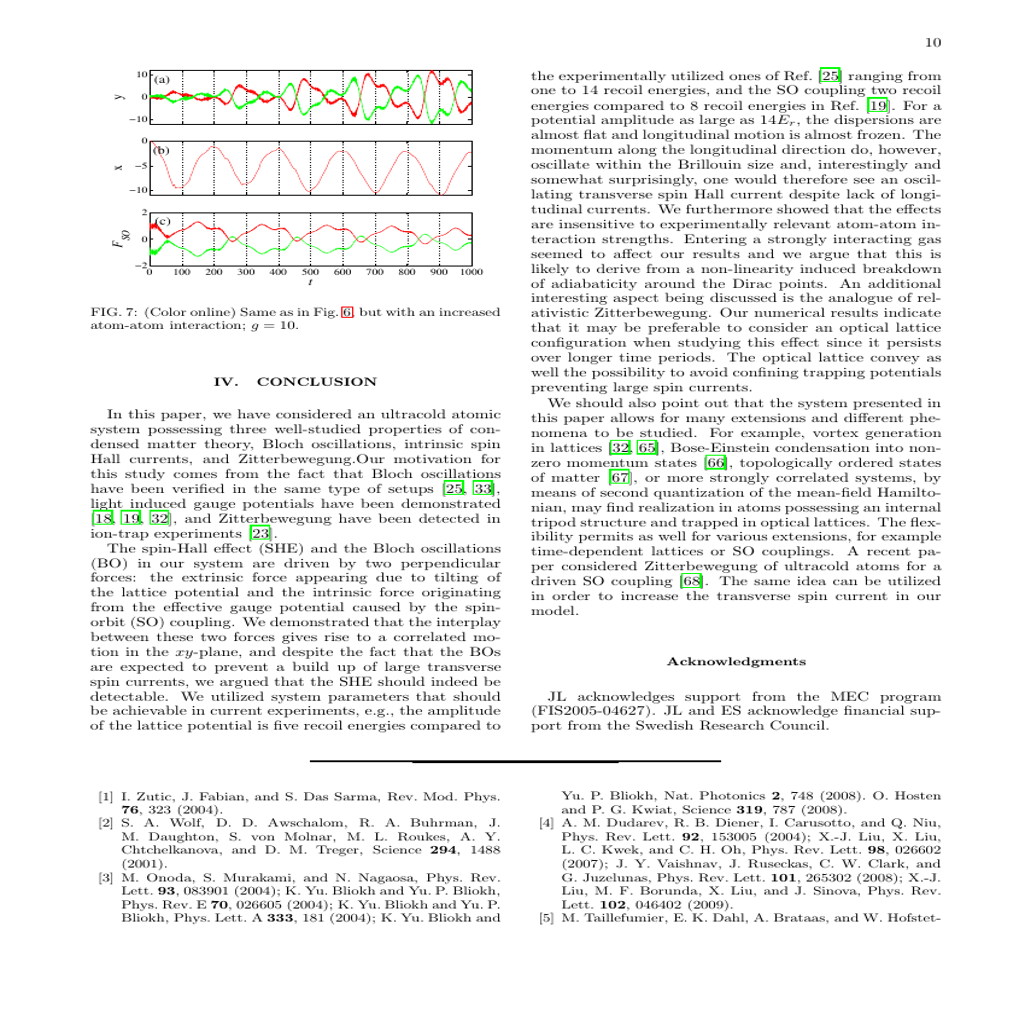 10
10
(a)
0
y
−10
0
(b)
−5
x
−10
2
(c)
0
F_SO
−2
0 100 200 300 400 500 600 700 800 900 1000
t
FIG. 7: (Color online) Same as in Fig. 6, but with an increased
atom-atom interaction; g = 10.
IV. CONCLUSION
In this paper, we have considered an ultracold atomic
system possessing three well-studied properties of con-
densed matter theory, Bloch oscillations, intrinsic spin
Hall currents, and Zitterbewegung.Our motivation for
this study comes from the fact that Bloch oscillations
have been verified in the same type of setups [25, 33],
light induced gauge potentials have been demonstrated
[18, 19, 32], and Zitterbewegung have been detected in
ion-trap experiments [23].
The spin-Hall effect (SHE) and the Bloch oscillations
(BO) in our system are driven by two perpendicular
forces: the extrinsic force appearing due to tilting of
the lattice potential and the intrinsic force originating
from the effective gauge potential caused by the spin-
orbit (SO) coupling. We demonstrated that the interplay
between these two forces gives rise to a correlated mo-
tion in the xy-plane, and despite the fact that the BOs
are expected to prevent a build up of large transverse
spin currents, we argued that the SHE should indeed be
detectable. We utilized system parameters that should
be achievable in current experiments, e.g., the amplitude
of the lattice potential is five recoil energies compared to
the experimentally utilized ones of Ref. [25] ranging from
one to 14 recoil energies, and the SO coupling two recoil
energies compared to 8 recoil energies in Ref. [19]. For a
potential amplitude as large as 14E_r, the dispersions are
almost flat and longitudinal motion is almost frozen. The
momentum along the longitudinal direction do, however,
oscillate within the Brillouin size and, interestingly and
somewhat surprisingly, one would therefore see an oscil-
lating transverse spin Hall current despite lack of longi-
tudinal currents. We furthermore showed that the effects
are insensitive to experimentally relevant atom-atom in-
teraction strengths. Entering a strongly interacting gas
seemed to affect our results and we argue that this is
likely to derive from a non-linearity induced breakdown
of adiabaticity around the Dirac points. An additional
interesting aspect being discussed is the analogue of rel-
ativistic Zitterbewegung. Our numerical results indicate
that it may be preferable to consider an optical lattice
configuration when studying this effect since it persists
over longer time periods. The optical lattice convey as
well the possibility to avoid confining trapping potentials
preventing large spin currents.
We should also point out that the system presented in
this paper allows for many extensions and different phe-
nomena to be studied. For example, vortex generation
in lattices [32, 65], Bose-Einstein condensation into non-
zero momentum states [66], topologically ordered states
of matter [67], or more strongly correlated systems, by
means of second quantization of the mean-field Hamilto-
nian, may find realization in atoms possessing an internal
tripod structure and trapped in optical lattices. The flex-
ibility permits as well for various extensions, for example
time-dependent lattices or SO couplings. A recent pa-
per considered Zitterbewegung of ultracold atoms for a
driven SO coupling [68]. The same idea can be utilized
in order to increase the transverse spin current in our
model.
Acknowledgments
JL acknowledges support from the MEC program
(FIS2005-04627). JL and ES acknowledge financial sup-
port from the Swedish Research Council.
[1] I. Zutic, J. Fabian, and S. Das Sarma, Rev. Mod. Phys.
76, 323 (2004).
[2] S. A. Wolf, D. D. Awschalom, R. A. Buhrman, J.
M. Daughton, S. von Molnar, M. L. Roukes, A. Y.
Chtchelkanova, and D. M. Treger, Science 294, 1488
(2001).
[3] M. Onoda, S. Murakami, and N. Nagaosa, Phys. Rev.
Lett. 93, 083901 (2004); K. Yu. Bliokh and Yu. P. Bliokh,
Phys. Rev. E 70, 026605 (2004); K. Yu. Bliokh and Yu. P.
Bliokh, Phys. Lett. A 333, 181 (2004); K. Yu. Bliokh and
Yu. P. Bliokh, Nat. Photonics 2, 748 (2008). O. Hosten
and P. G. Kwiat, Science 319, 787 (2008).
[4] A. M. Dudarev, R. B. Diener, I. Carusotto, and Q. Niu,
Phys. Rev. Lett. 92, 153005 (2004); X.-J. Liu, X. Liu,
L. C. Kwek, and C. H. Oh, Phys. Rev. Lett. 98, 026602
(2007); J. Y. Vaishnav, J. Ruseckas, C. W. Clark, and
G. Juzelunas, Phys. Rev. Lett. 101, 265302 (2008); X.-J.
Liu, M. F. Borunda, X. Liu, and J. Sinova, Phys. Rev.
Lett. 102, 046402 (2009).
[5] M. Taillefumier, E. K. Dahl, A. Brataas, and W. Hofstet-